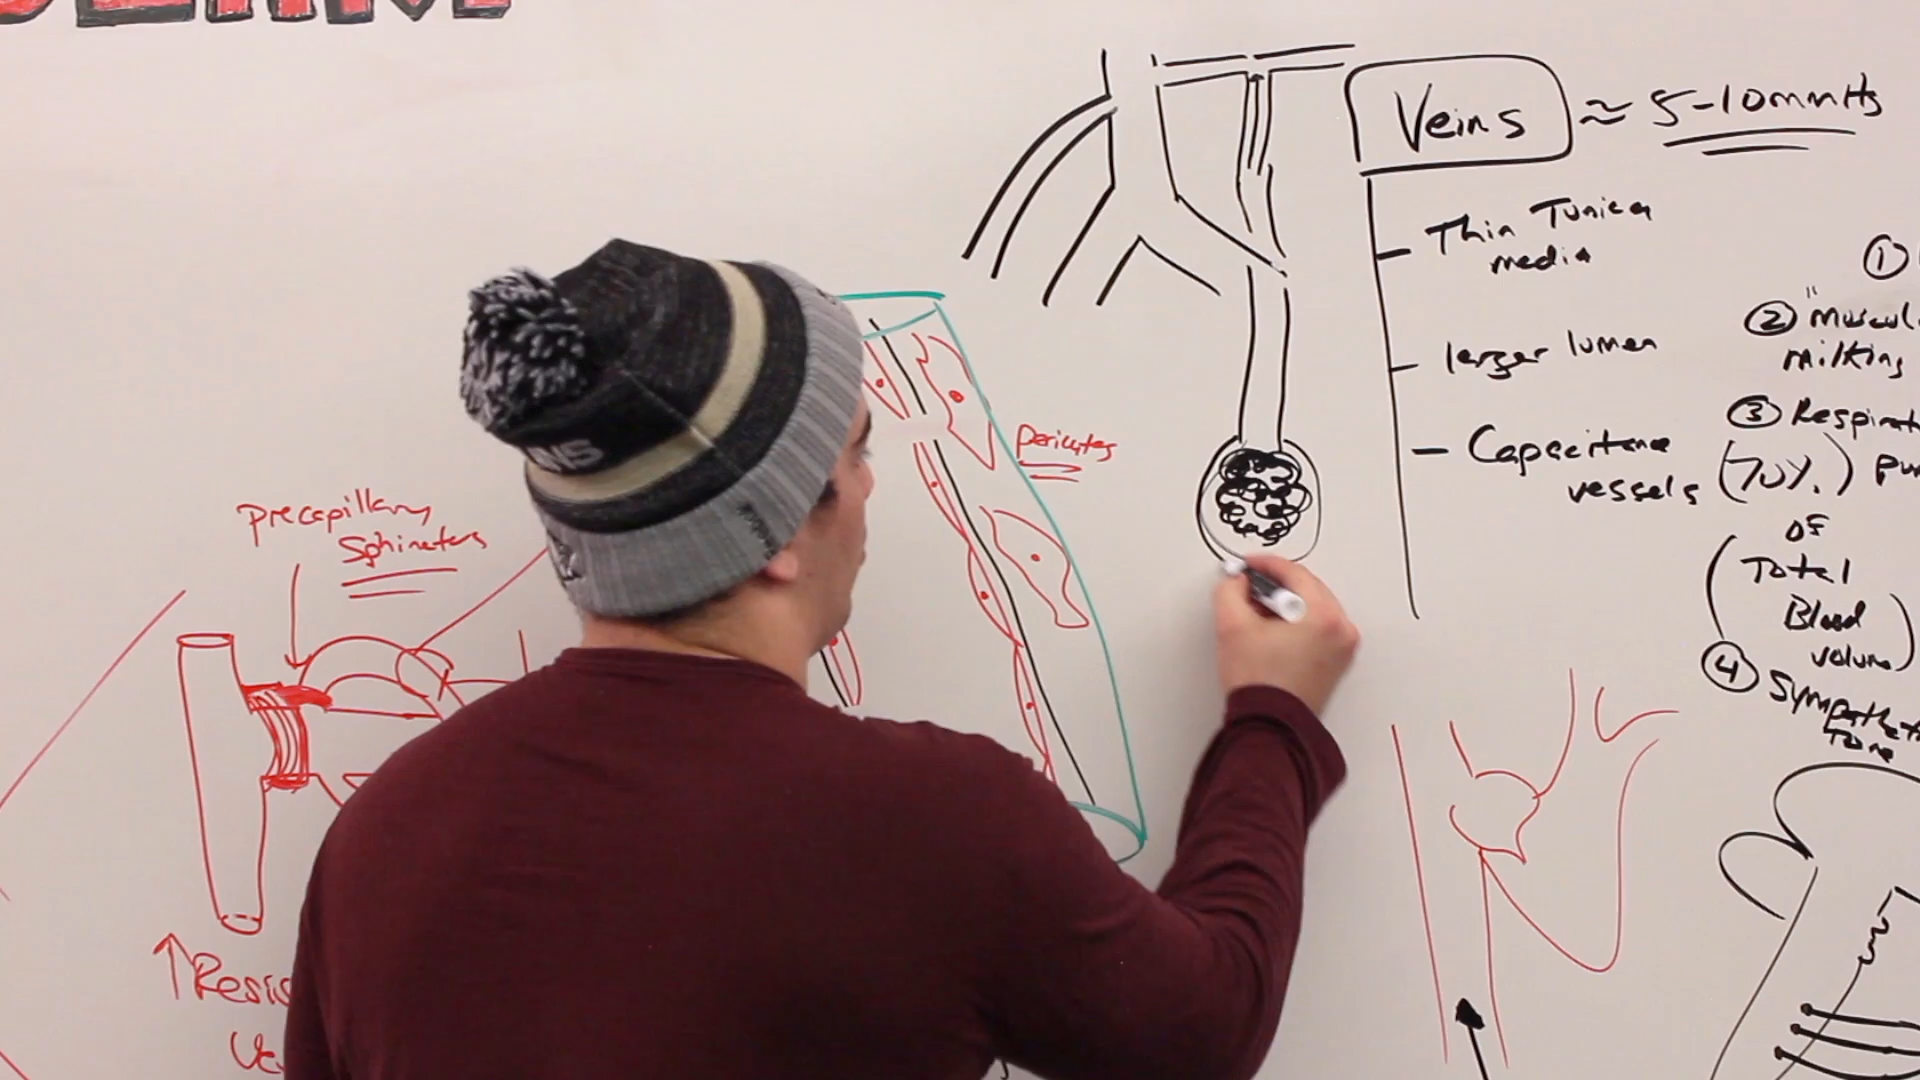 Veins ≈ 5-10mmHg
Thin Tunica
media
larger lumen
Capacitance
vessels
(70%)
of
Total
Blood
volume
①
② "muscul
milking
③ Respirat
pu
④ Sympathet
Tone
pericytes
precapillary
Sphincters
↑Resis
Ve